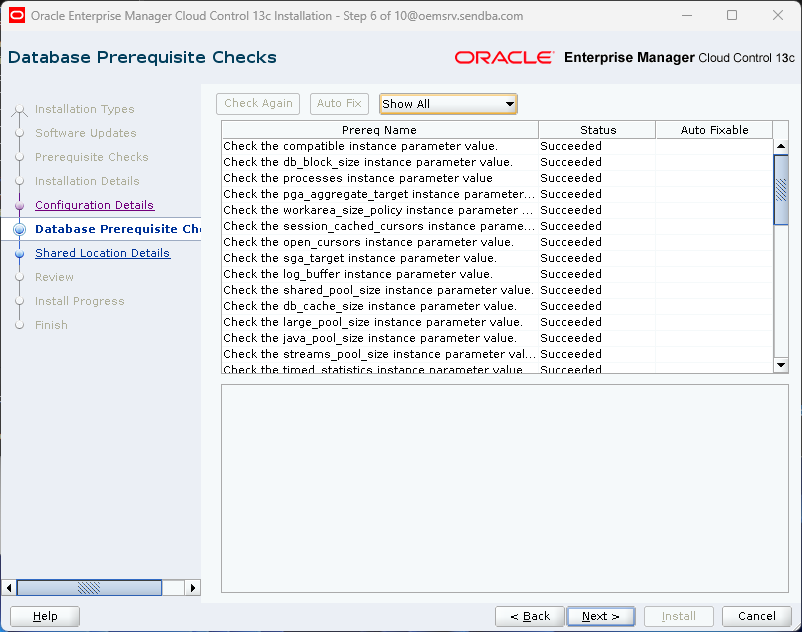 Oracle Enterprise Manager Cloud Control 13c Installation - Step 6 of 10@oemsrv.sendba.com
Database Prerequisite Checks
ORACLE Enterprise Manager Cloud Control 13c
Installation Types
Software Updates
Prerequisite Checks
Installation Details
Configuration Details
Database Prerequisite Che
Shared Location Details
Review
Install Progress
Finish
Check Again Auto Fix Show All
Prereq Name Status Auto Fixable
Check the compatible instance parameter value. Succeeded
Check the db_block_size instance parameter value. Succeeded
Check the processes instance parameter value Succeeded
Check the pga_aggregate_target instance parameter... Succeeded
Check the workarea_size_policy instance parameter ... Succeeded
Check the session_cached_cursors instance parame... Succeeded
Check the open_cursors instance parameter value. Succeeded
Check the sga_target instance parameter value. Succeeded
Check the log_buffer instance parameter value. Succeeded
Check the shared_pool_size instance parameter value. Succeeded
Check the db_cache_size instance parameter value. Succeeded
Check the large_pool_size instance parameter value. Succeeded
Check the java_pool_size instance parameter value. Succeeded
Check the streams_pool_size instance parameter val... Succeeded
Check the timed_statistics instance parameter value Succeeded
Help < Back Next > Install Cancel